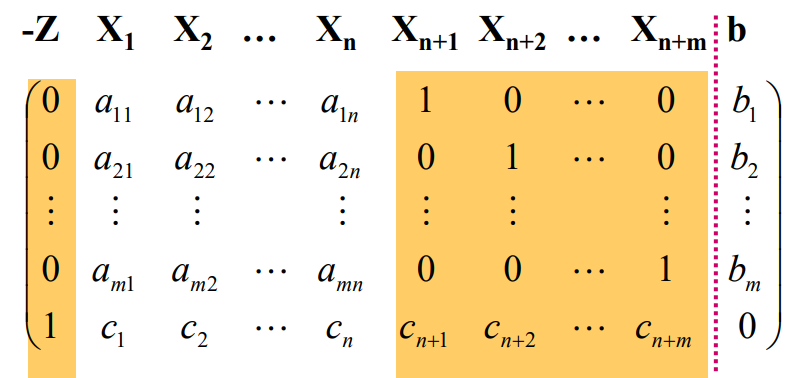 -Z X₁ X₂ … Xₙ Xₙ₊₁ Xₙ₊₂ … Xₙ₊ₘ b
0 a₁₁ a₁₂ ⋯ a₁ₙ 1 0 ⋯ 0 b₁
0 a₂₁ a₂₂ ⋯ a₂ₙ 0 1 ⋯ 0 b₂
⋮ ⋮ ⋮ ⋮ ⋮ ⋮ ⋮ ⋮
0 aₘ₁ aₘ₂ ⋯ aₘₙ 0 0 ⋯ 1 bₘ
1 c₁ c₂ ⋯ cₙ cₙ₊₁ cₙ₊₂ ⋯ cₙ₊ₘ 0